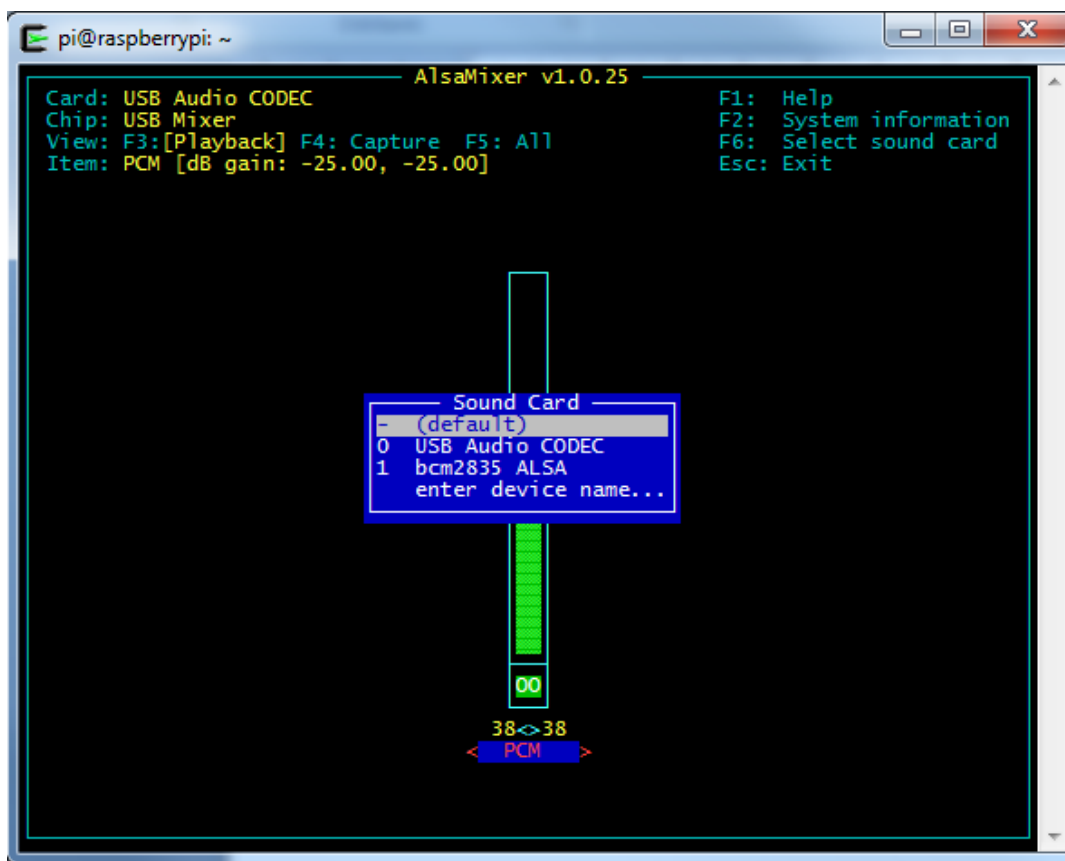 pi@raspberrypi: ~
AlsaMixer v1.0.25
Card: USB Audio CODEC F1: Help
Chip: USB Mixer F2: System information
View: F3:[Playback] F4: Capture F5: All F6: Select sound card
Item: PCM [dB gain: -25.00, -25.00] Esc: Exit
Sound Card
- (default)
0 USB Audio CODEC
1 bcm2835 ALSA
enter device name...
OO
38<>38
< PCM >